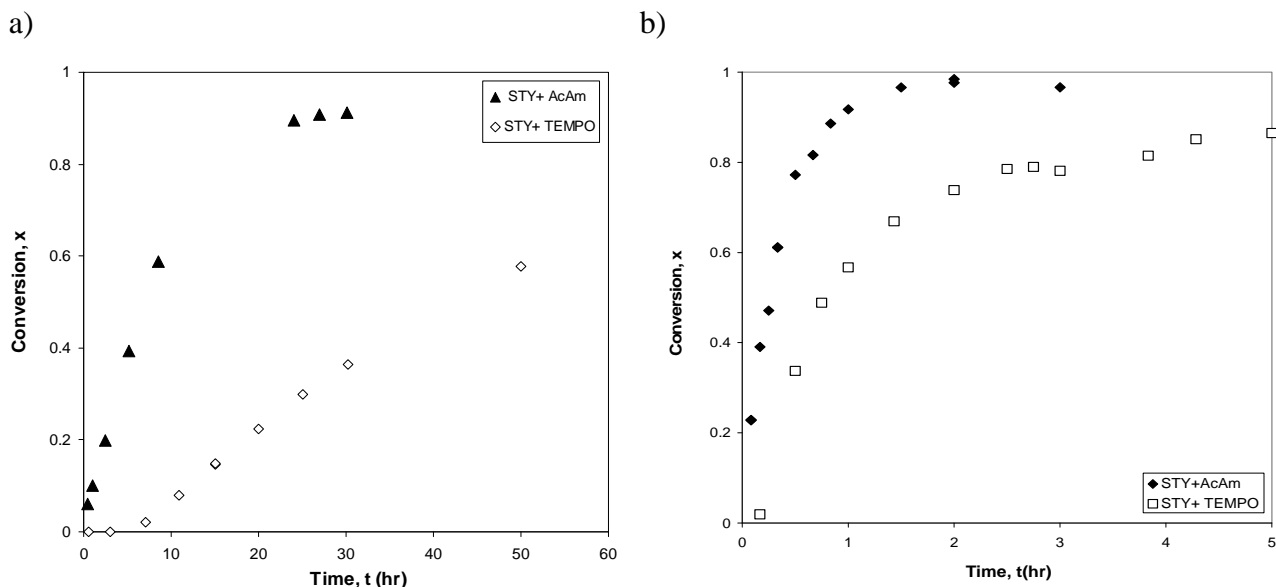 a)
1
0.8
0.6
0.4
0.2
0
Conversion, x
0 10 20 30 40 50 60
Time, t (hr)
STY+ AcAm
STY+ TEMPO
b)
1
0.8
0.6
0.4
0.2
0
Conversion, x
0 1 2 3 4 5
Time, t(hr)
STY+AcAm
STY+ TEMPO